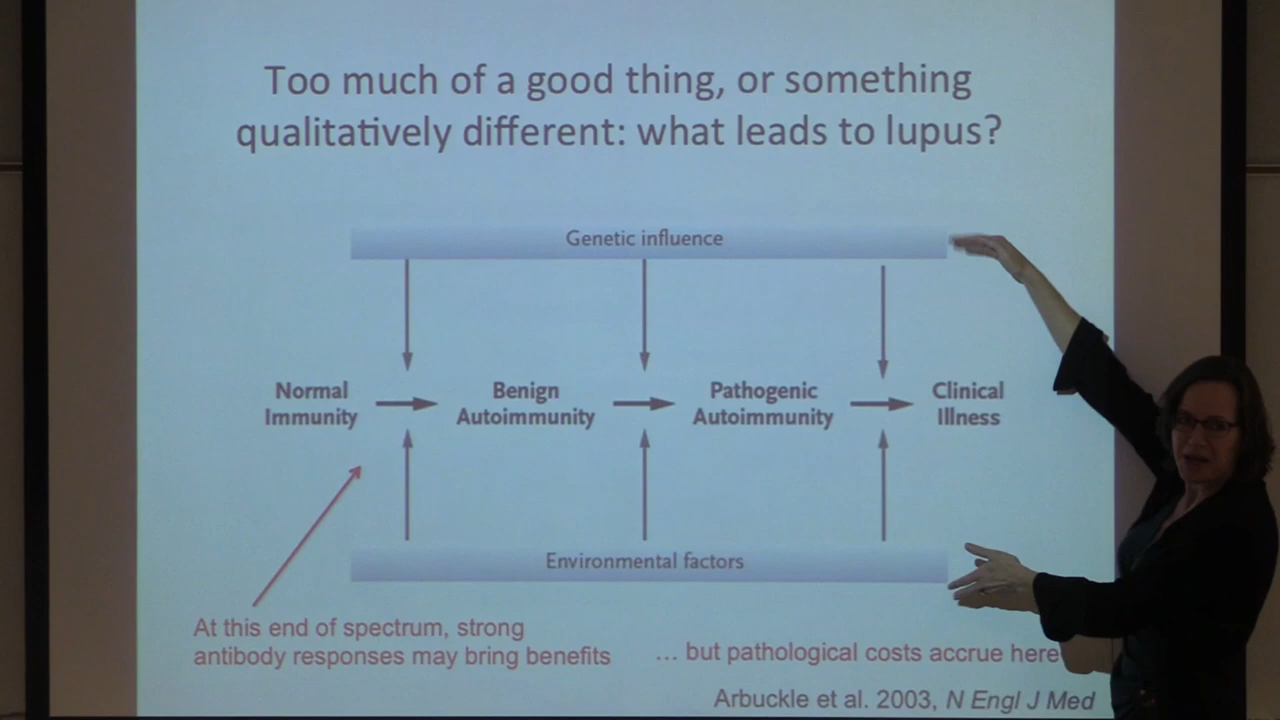 Too much of a good thing, or something
qualitatively different: what leads to lupus?
Genetic influence
Normal
Immunity
Benign
Autoimmunity
Pathogenic
Autoimmunity
Clinical
Illness
Environmental factors
At this end of spectrum, strong
antibody responses may bring benefits
... but pathological costs accrue here
Arbuckle et al. 2003, N Engl J Med